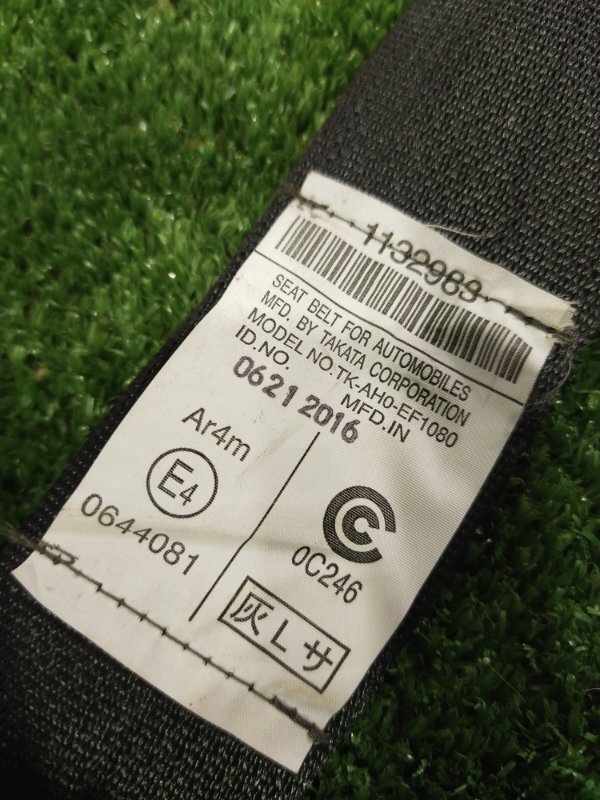 1132983
SEAT BELT FOR AUTOMOBILES
MFD. BY TAKATA CORPORATION
MODEL NO.TK-AH0-EF1080
ID.NO. MFD.IN
0621 2016
Ar4m
E4
0644081
0C246
灰Lサ